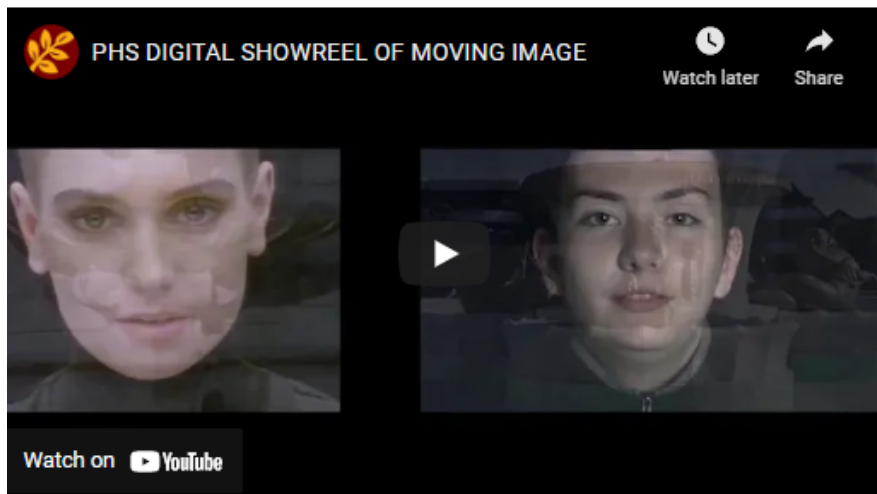 PHS DIGITAL SHOWREEL OF MOVING IMAGE
Watch later
Share
Watch on YouTube